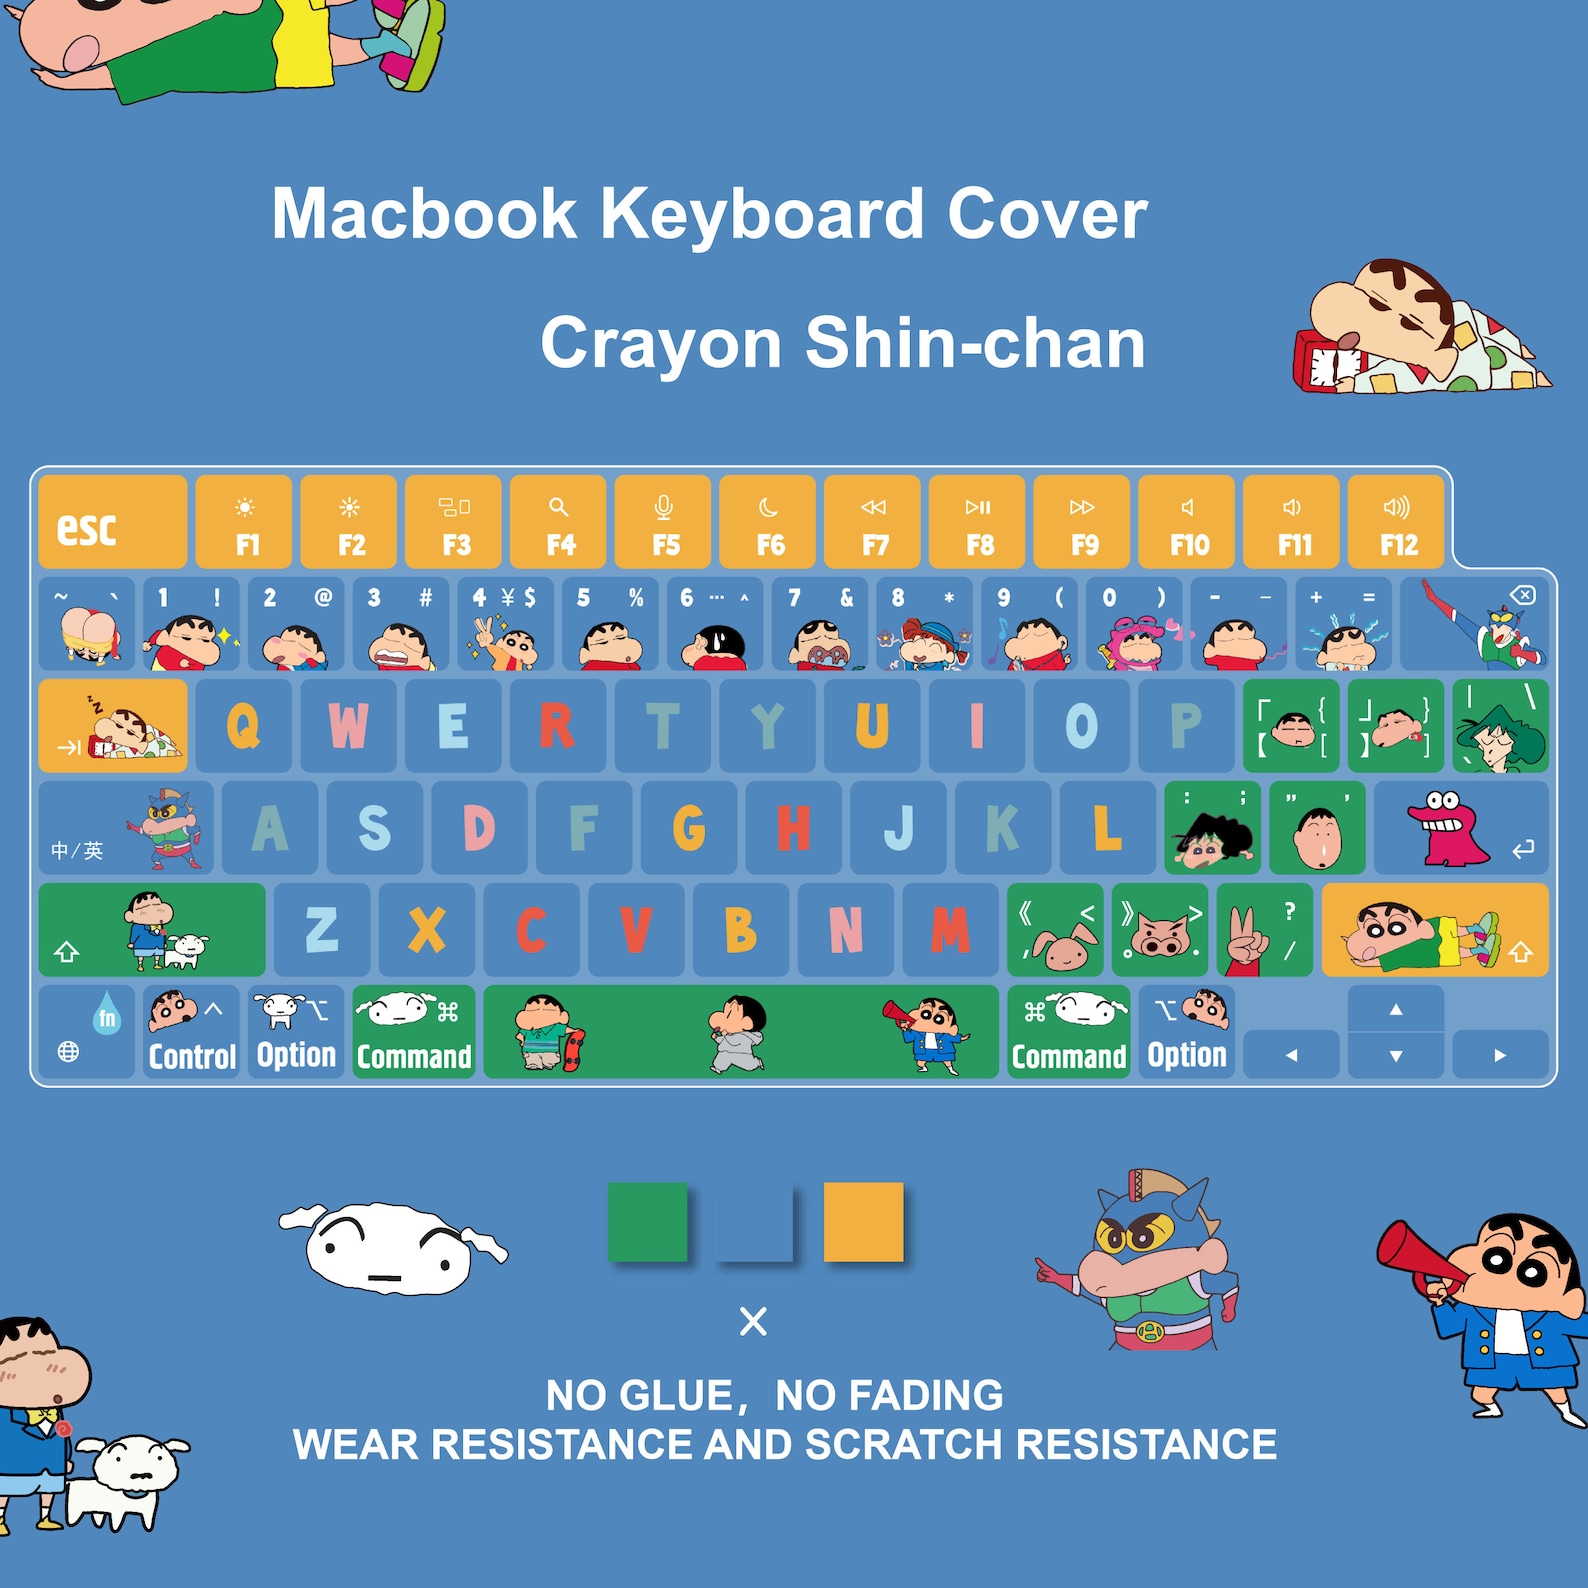 Macbook Keyboard Cover
Crayon Shin-chan
esc F1 F2 F3 F4 F5 F6 F7 F8 F9 F10 F11 F12
~ ` 1 ! 2 @ 3 # 4 ¥ $ 5 % 6 … ^ 7 & 8 * 9 ( 0 ) - – + =
z z z Q W E R T Y U I O P 「 { 【 [ 」 } 】 ] | \ 、
中/英 A S D F G H J K L : ; " '
Z X C V B N M 《 < , 》 > 。 ? /
fn Control ^ Option ⌥ Command ⌘ ⌘ Command ⌥ Option
×
NO GLUE，NO FADING
WEAR RESISTANCE AND SCRATCH RESISTANCE